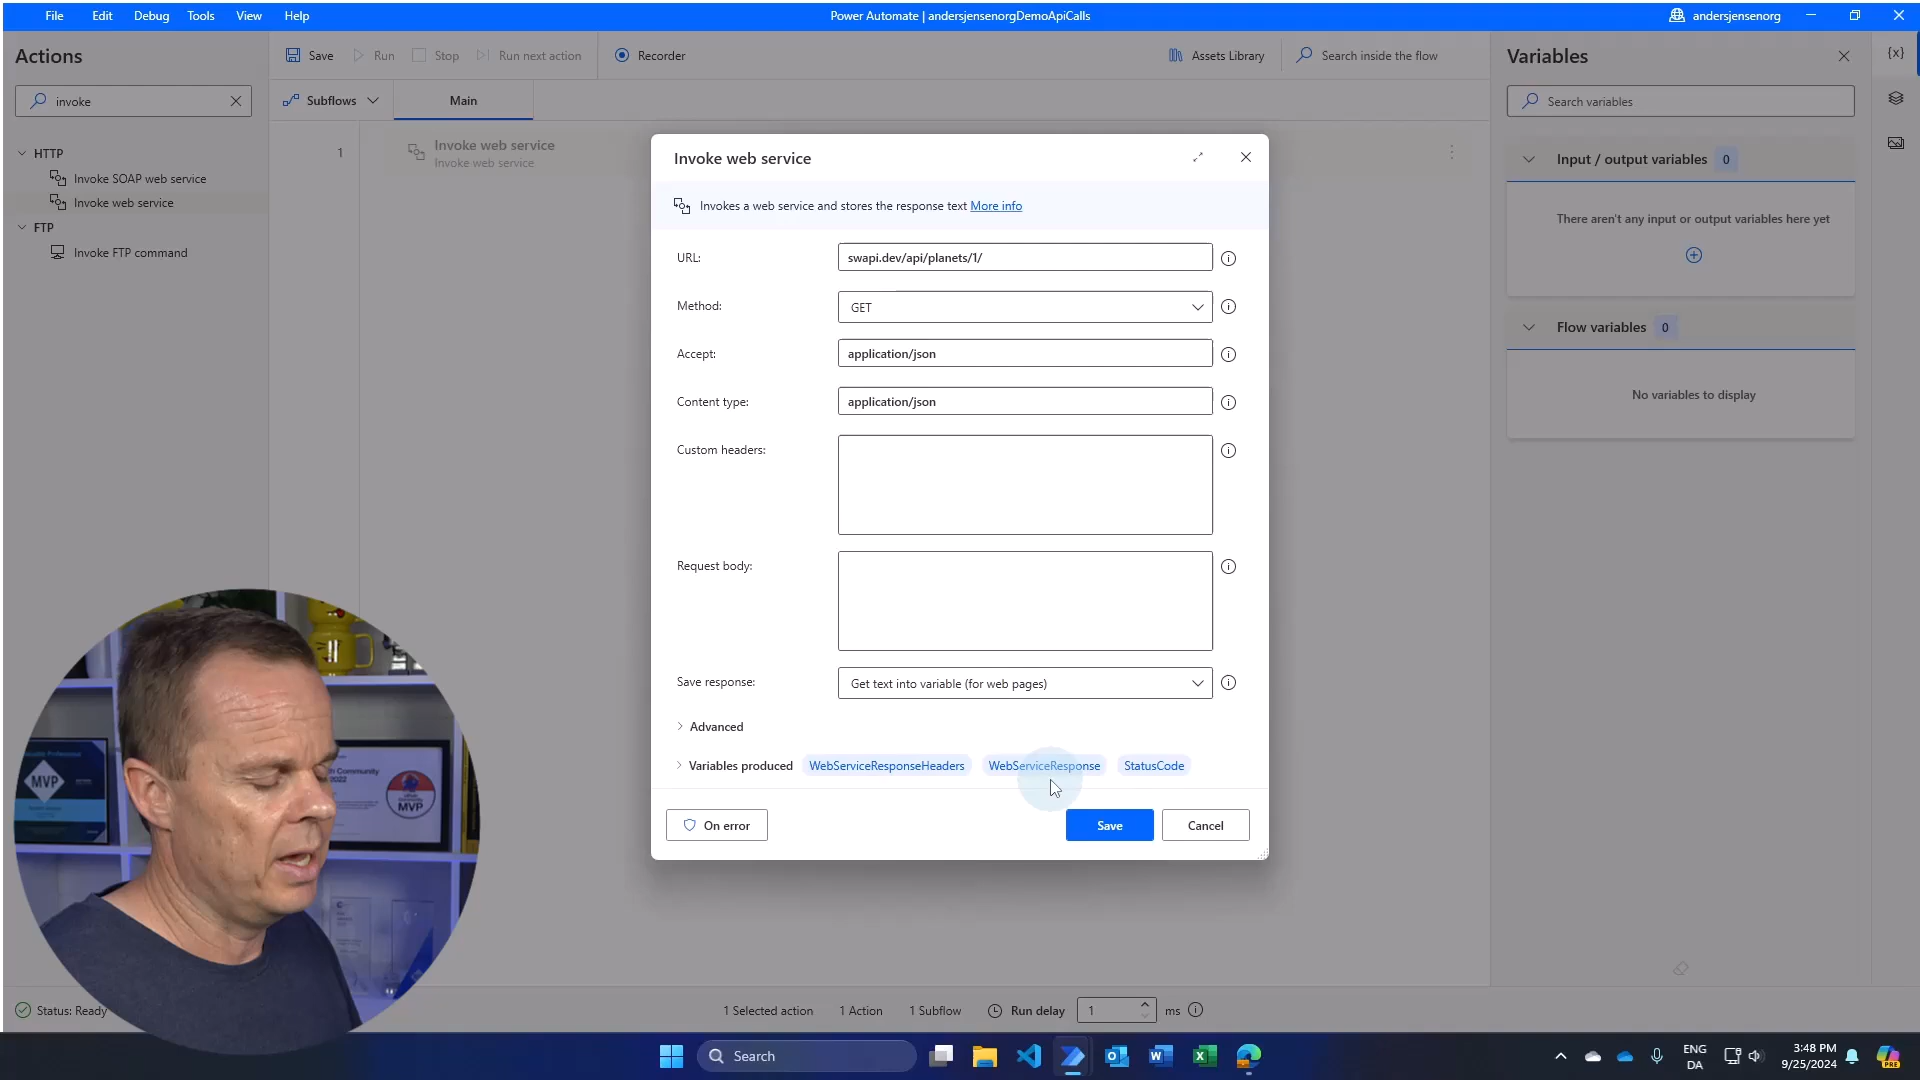 File Edit Debug Tools View Help
Power Automate | andersjensenorgDemoApiCalls
andersjensenorg
Actions
Save Run Stop Run next action Recorder
Assets Library
Search inside the flow
Variables
{x}
invoke
Subflows
Main
Search variables
HTTP
Invoke SOAP web service
Invoke web service
FTP
Invoke FTP command
1
Invoke web service
Invoke web service
Input / output variables 0
There aren't any input or output variables here yet
Flow variables 0
No variables to display
Invoke web service
Invokes a web service and stores the response text More info
URL: swapi.dev/api/planets/1/
Method: GET
Accept: application/json
Content type: application/json
Custom headers:
Request body:
Save response: Get text into variable (for web pages)
Advanced
Variables produced WebServiceResponseHeaders WebServiceResponse StatusCode
On error
Save
Cancel
MVP
MVP
Status: Ready
1 Selected action 1 Action 1 Subflow Run delay 1 ms
Search
ENG
DA
3:48 PM
9/25/2024
PRE